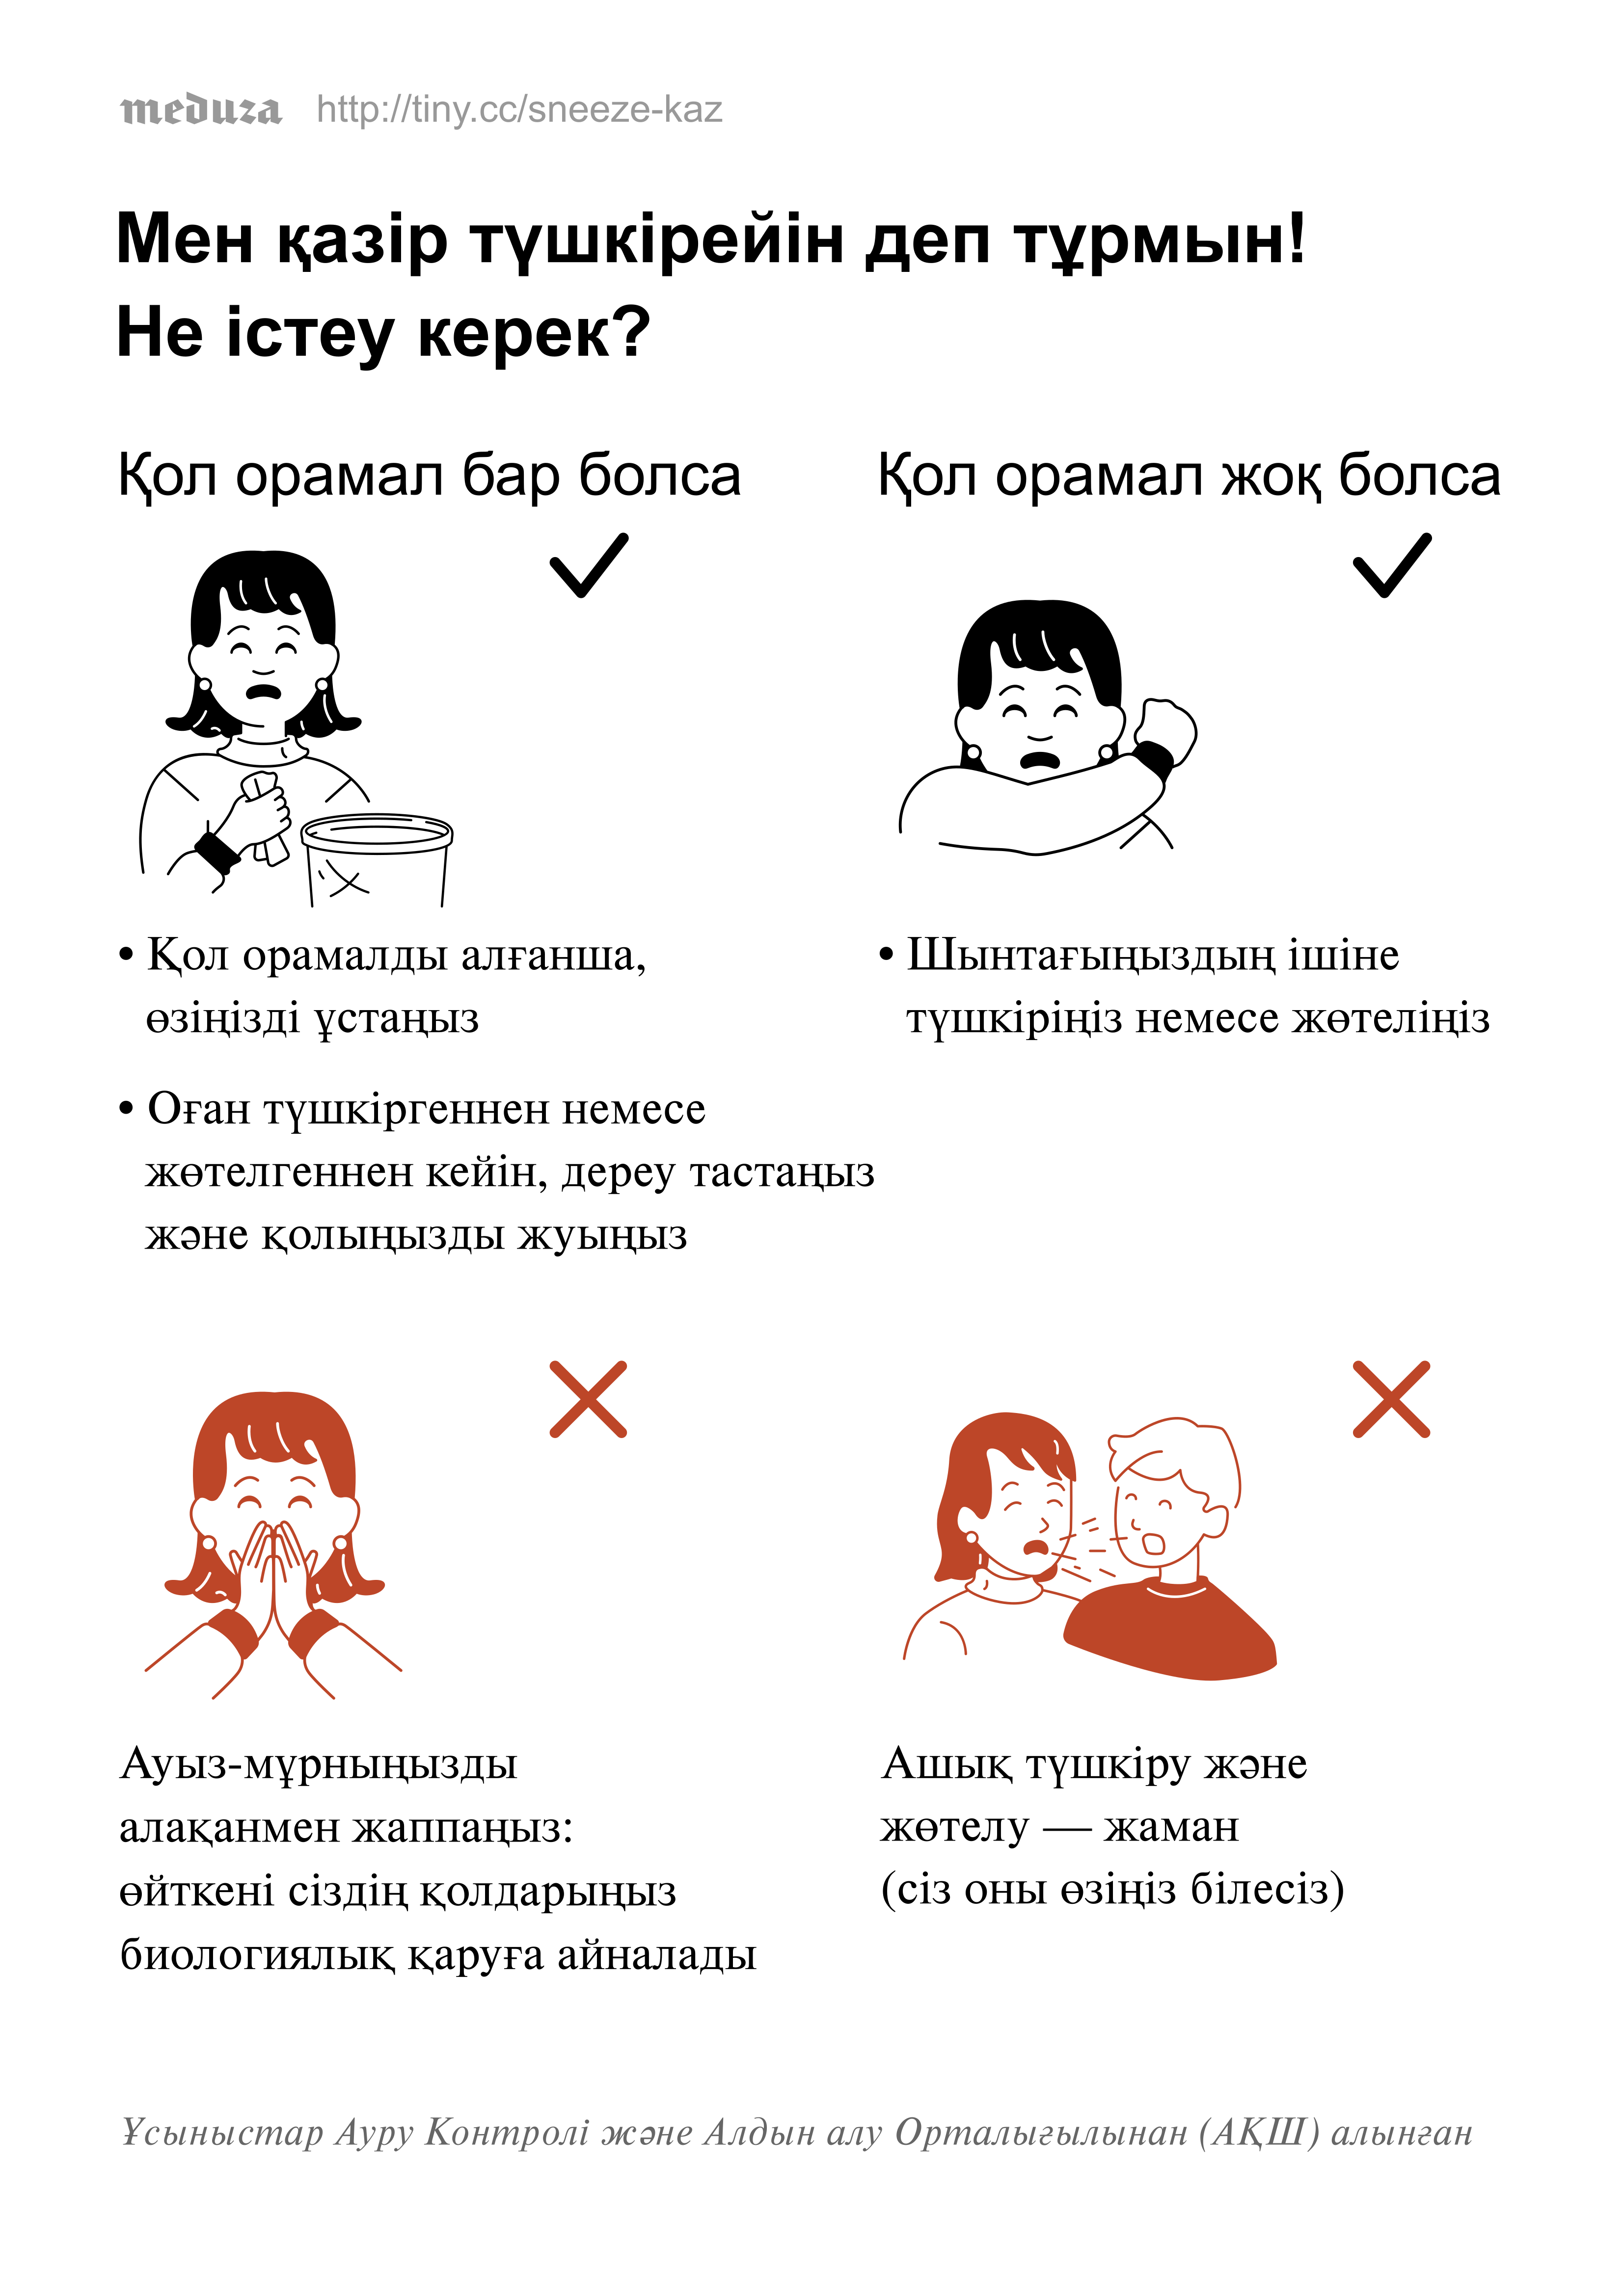 meduza http://tiny.cc/sneeze-kaz
Мен қазір түшкірейін деп тұрмын!
Не істеу керек?
Қол орамал бар болса
• Қол орамалды алғанша,
өзіңізді ұстаңыз
• Оған түшкіргеннен немесе
жөтелгеннен кейін, дереу тастаңыз
және қолыңызды жуыңыз
Қол орамал жоқ болса
• Шынтағыңыздың ішіне
түшкіріңіз немесе жөтеліңіз
Ауыз-мұрныңызды
алақанмен жаппаңыз:
өйткені сіздің қолдарыңыз
биологиялық қаруға айналады
Ашық түшкіру және
жөтелу — жаман
(сіз оны өзіңіз білесіз)
Ұсыныстар Ауру Контролі және Алдын алу Орталығылынан (АҚШ) алынған